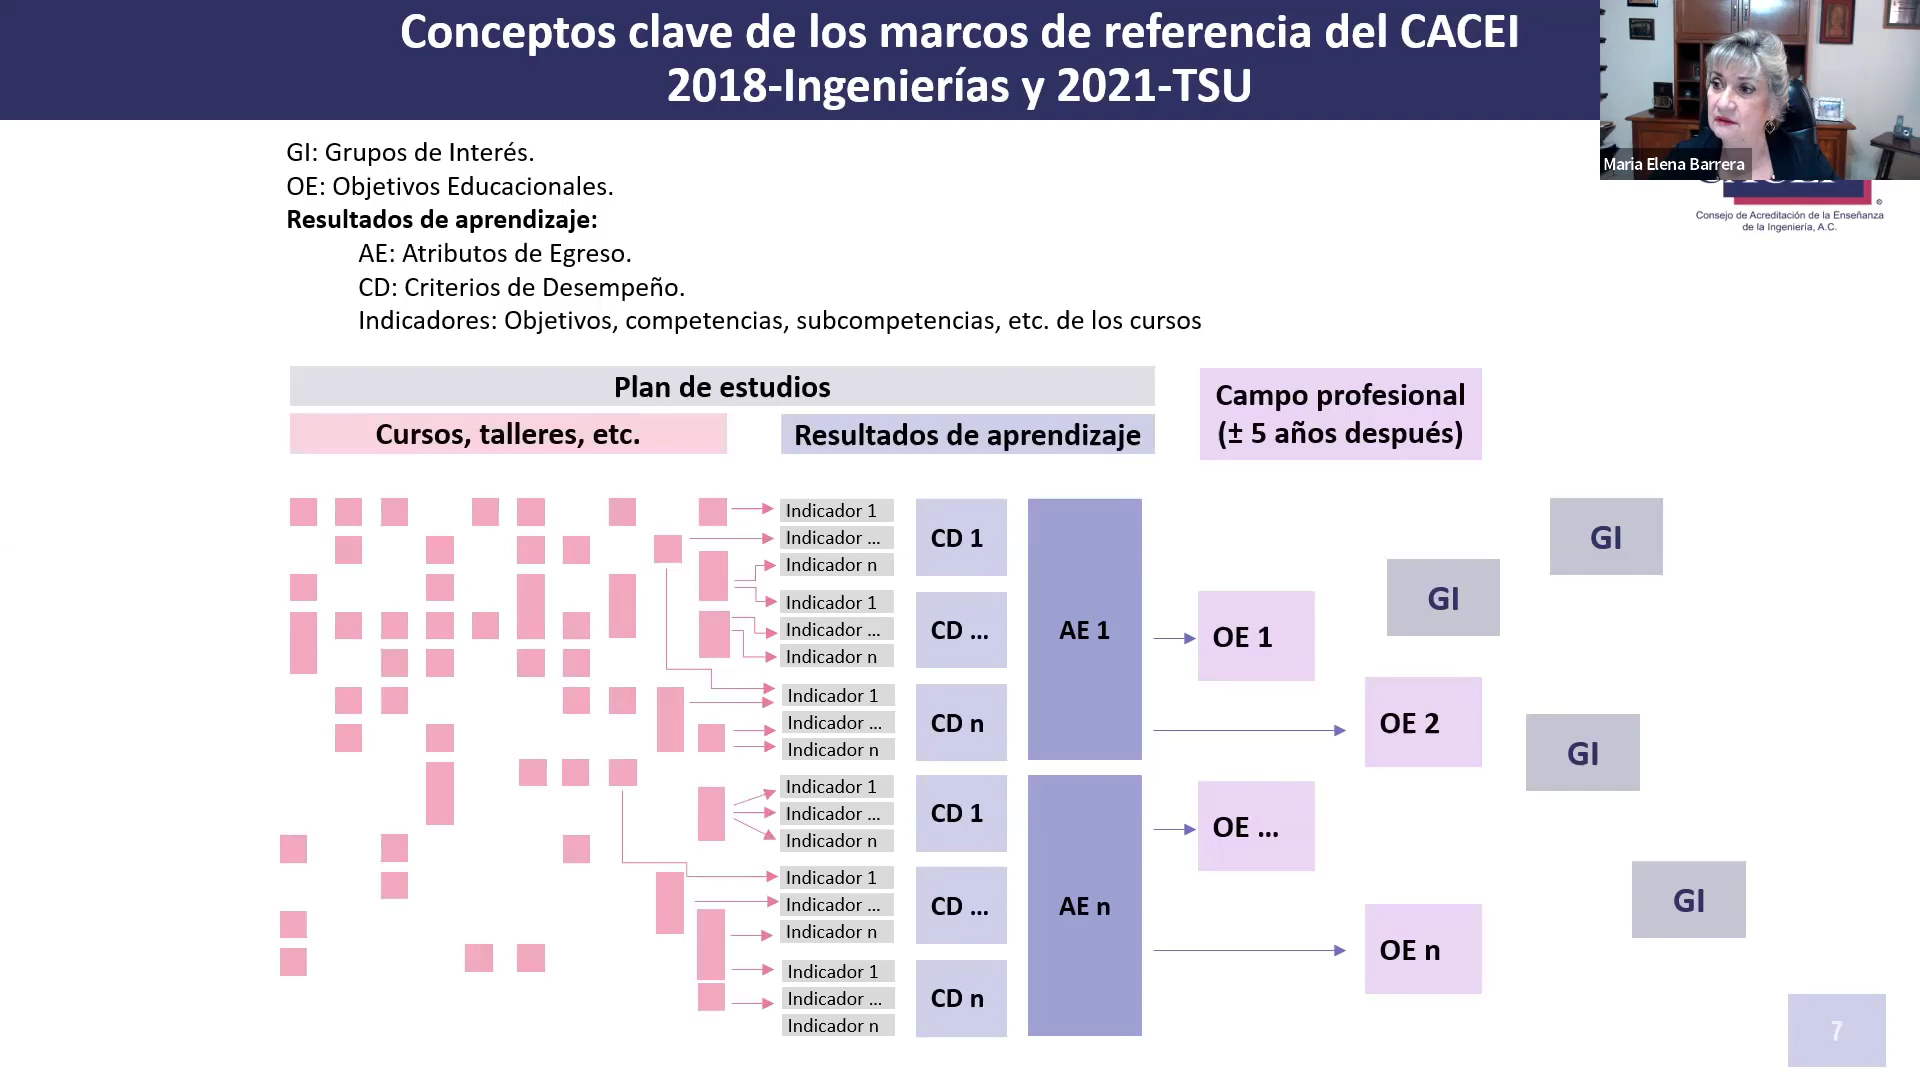 Conceptos clave de los marcos de referencia del CACEI
2018-Ingenierías y 2021-TSU
Maria Elena Barrera
Consejo de Acreditación de la Enseñanza
de la Ingeniería, A.C.
GI: Grupos de Interés.
OE: Objetivos Educacionales.
Resultados de aprendizaje:
AE: Atributos de Egreso.
CD: Criterios de Desempeño.
Indicadores: Objetivos, competencias, subcompetencias, etc. de los cursos
Plan de estudios
Cursos, talleres, etc.
Resultados de aprendizaje
Campo profesional
(± 5 años después)
Indicador 1
Indicador ...
Indicador n
CD 1
Indicador 1
Indicador ...
Indicador n
CD ...
Indicador 1
Indicador ...
Indicador n
CD n
AE 1
Indicador 1
Indicador ...
Indicador n
CD 1
Indicador 1
Indicador ...
Indicador n
CD ...
Indicador 1
Indicador ...
Indicador n
CD n
AE n
OE 1
OE 2
OE ...
OE n
GI
GI
GI
GI
7